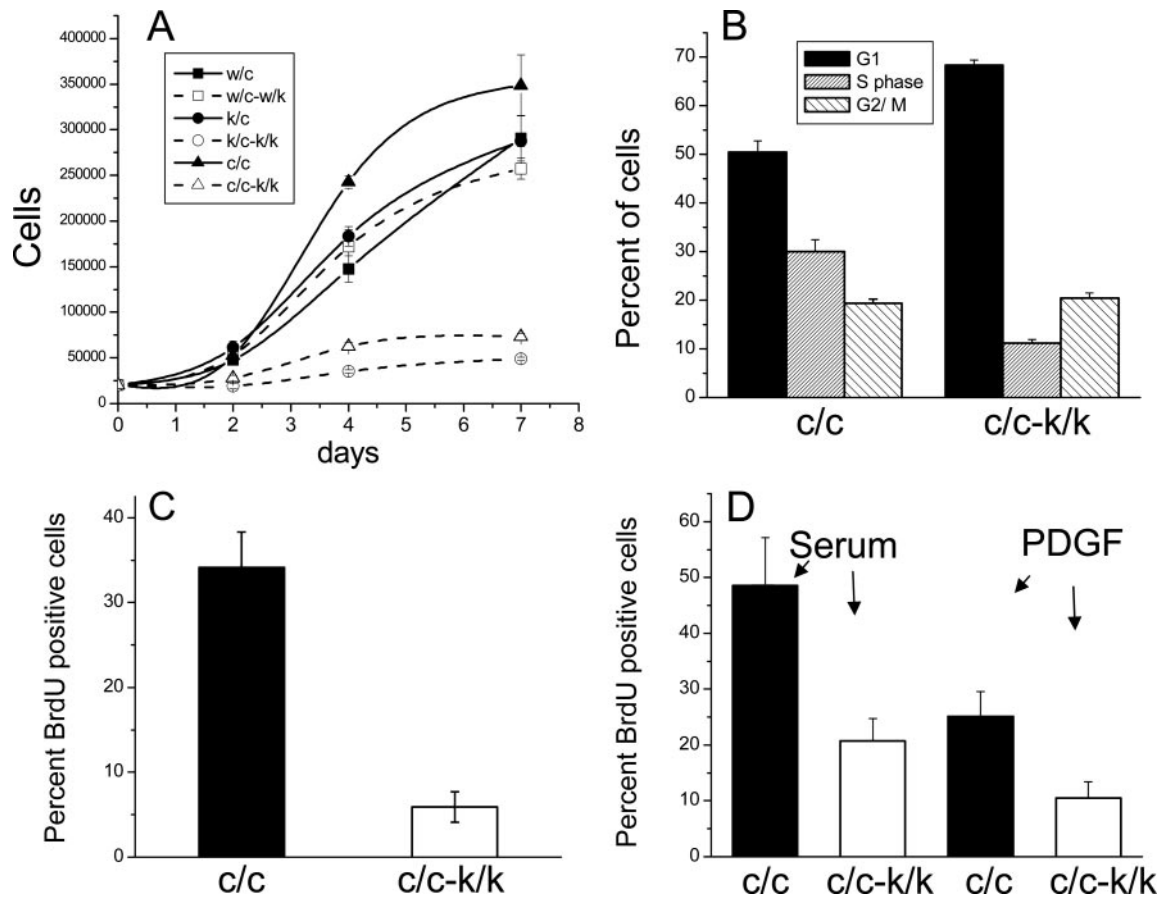 A
400000
350000
300000
250000
200000
150000
100000
50000
0
Cells
w/c
w/c-w/k
k/c
k/c-k/k
c/c
c/c-k/k
0 1 2 3 4 5 6 7 8
days
B
70
60
50
40
30
20
10
0
Percent of cells
G1
S phase
G2/ M
c/c c/c-k/k
C
40
30
20
10
0
Percent BrdU positive cells
c/c c/c-k/k
D
60
50
40
30
20
10
0
Percent BrdU positive cells
Serum PDGF
c/c c/c-k/k c/c c/c-k/k